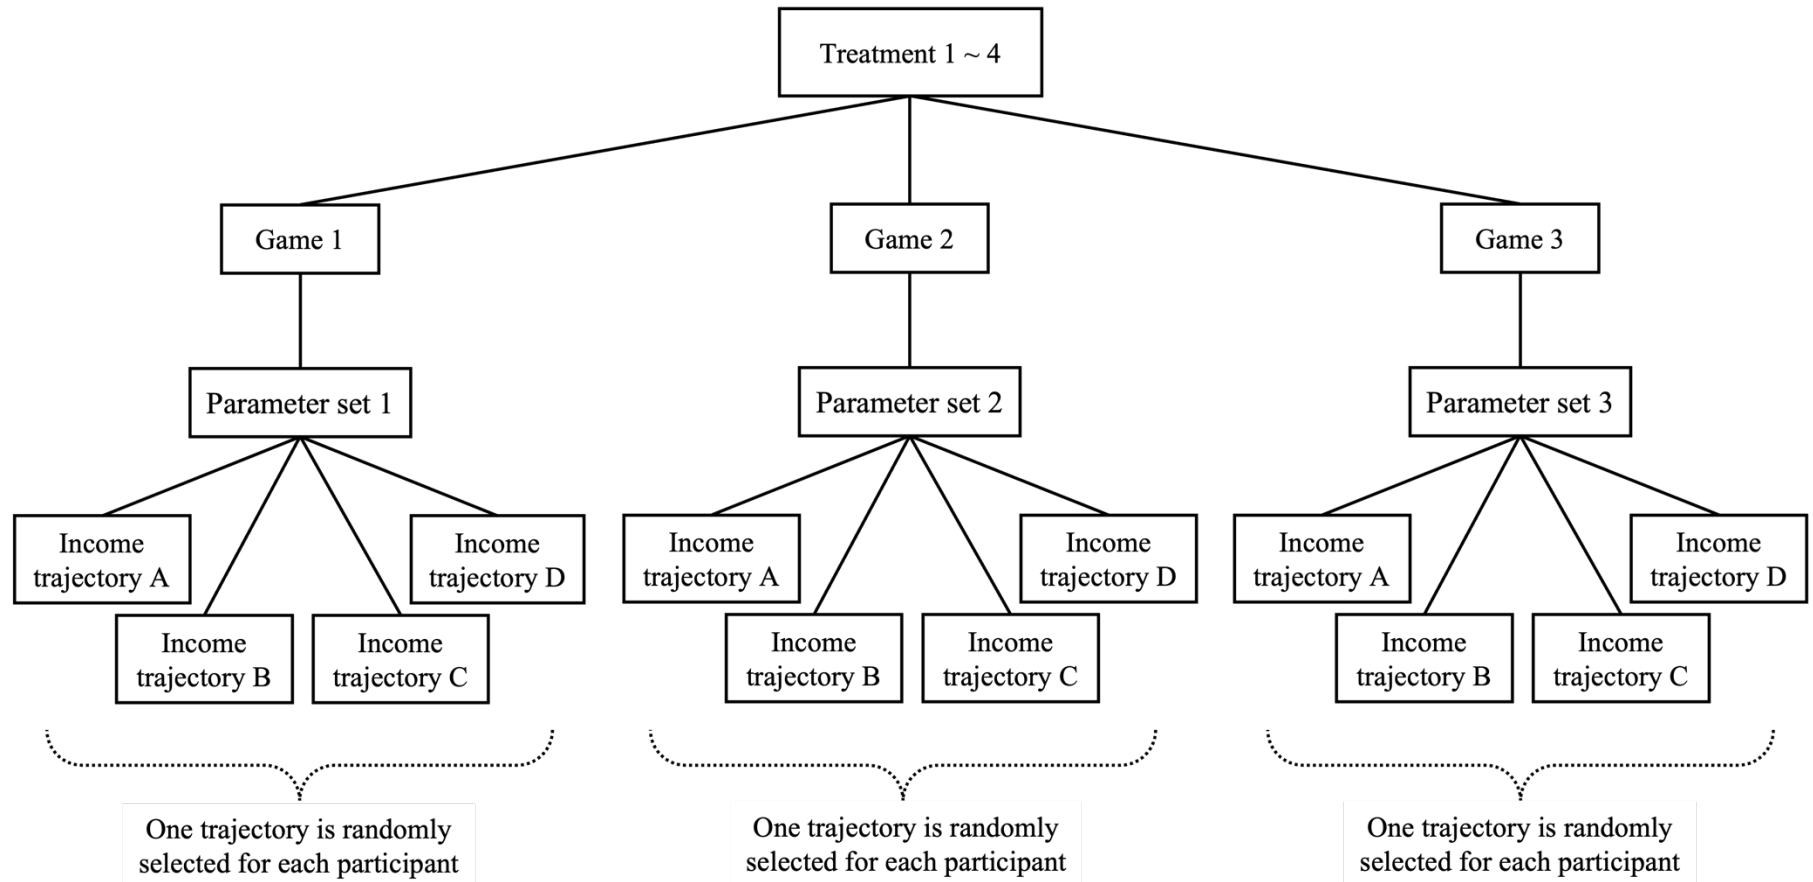 Treatment 1 ~ 4
Game 1
Game 2
Game 3
Parameter set 1
Parameter set 2
Parameter set 3
Income
trajectory A
Income
trajectory B
Income
trajectory C
Income
trajectory D
Income
trajectory A
Income
trajectory B
Income
trajectory C
Income
trajectory D
Income
trajectory A
Income
trajectory B
Income
trajectory C
Income
trajectory D
One trajectory is randomly
selected for each participant
One trajectory is randomly
selected for each participant
One trajectory is randomly
selected for each participant